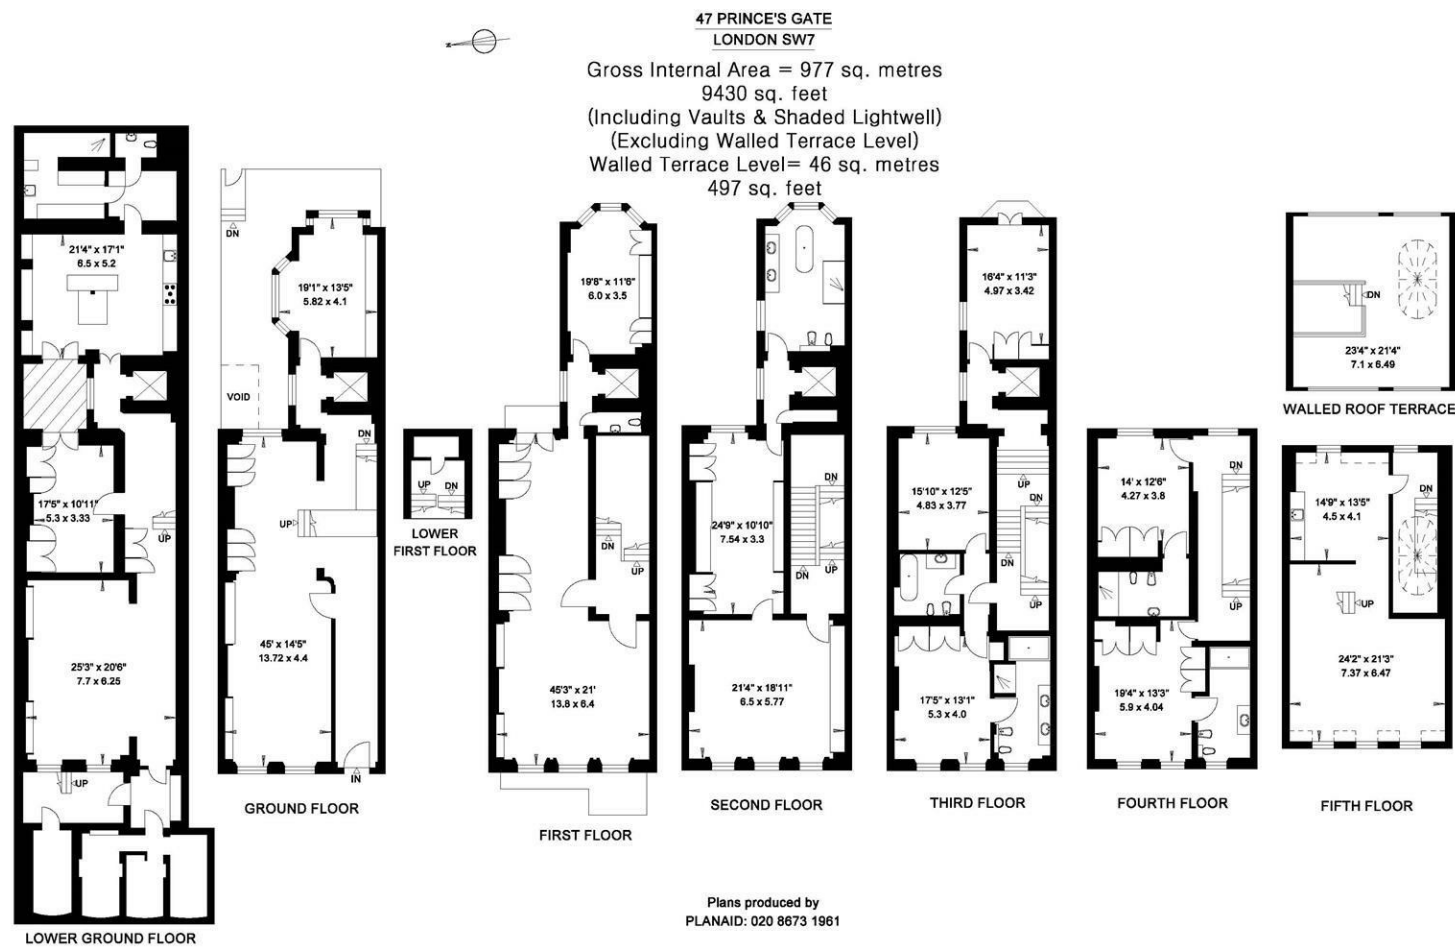 47 PRINCE'S GATE
LONDON SW7
Gross Internal Area = 977 sq. metres
9430 sq. feet
(Including Vaults & Shaded Lightwell)
(Excluding Walled Terrace Level)
Walled Terrace Level= 46 sq. metres
497 sq. feet
21'4" x 17'1"
6.5 x 5.2
17'5" x 10'11"
5.3 x 3.33
UP
25'3" x 20'6"
7.7 x 6.25
UP
LOWER GROUND FLOOR
DN
19'1" x 13'5"
5.82 x 4.1
VOID
DN
UP
45' x 14'5"
13.72 x 4.4
IN
GROUND FLOOR
UP
DN
LOWER
FIRST FLOOR
19'8" x 11'6"
6.0 x 3.5
DN
UP
45'3" x 21'
13.8 x 6.4
FIRST FLOOR
24'9" x 10'10"
7.54 x 3.3
DN
DN
UP
21'4" x 18'11"
6.5 x 5.77
SECOND FLOOR
16'4" x 11'3"
4.97 x 3.42
15'10" x 12'5"
4.83 x 3.77
UP
DN
DN
UP
17'5" x 13'1"
5.3 x 4.0
THIRD FLOOR
14' x 12'6"
4.27 x 3.8
DN
UP
19'4" x 13'3"
5.9 x 4.04
FOURTH FLOOR
DN
23'4" x 21'4"
7.1 x 6.49
WALLED ROOF TERRACE
14'9" x 13'5"
4.5 x 4.1
DN
UP
24'2" x 21'3"
7.37 x 6.47
FIFTH FLOOR
Plans produced by
PLANAID: 020 8673 1961